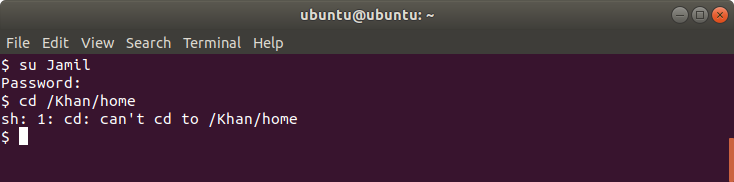 ubuntu@ubuntu: ~
File Edit View Search Terminal Help
$ su Jamil
Password:
$ cd /Khan/home
sh: 1: cd: can't cd to /Khan/home
$